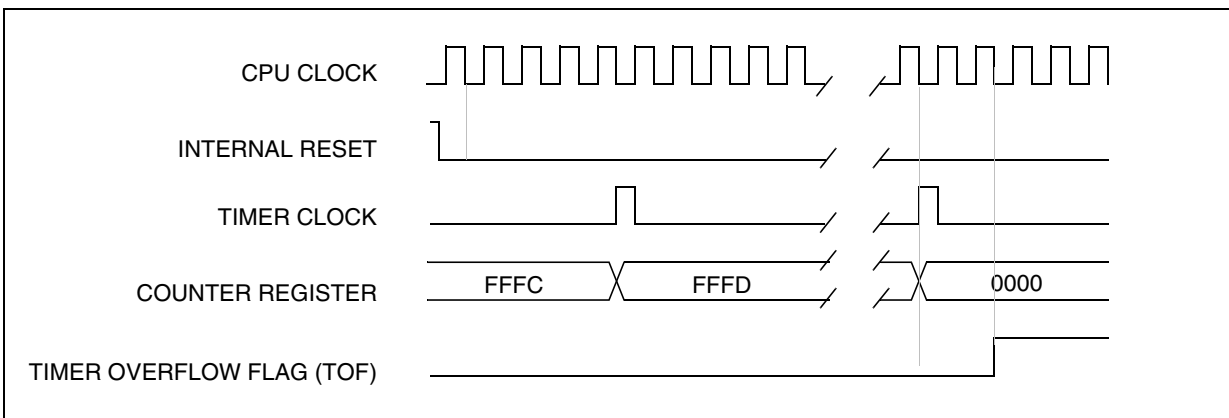 CPU CLOCK
INTERNAL RESET
TIMER CLOCK
COUNTER REGISTER
FFFC
FFFD
0000
TIMER OVERFLOW FLAG (TOF)